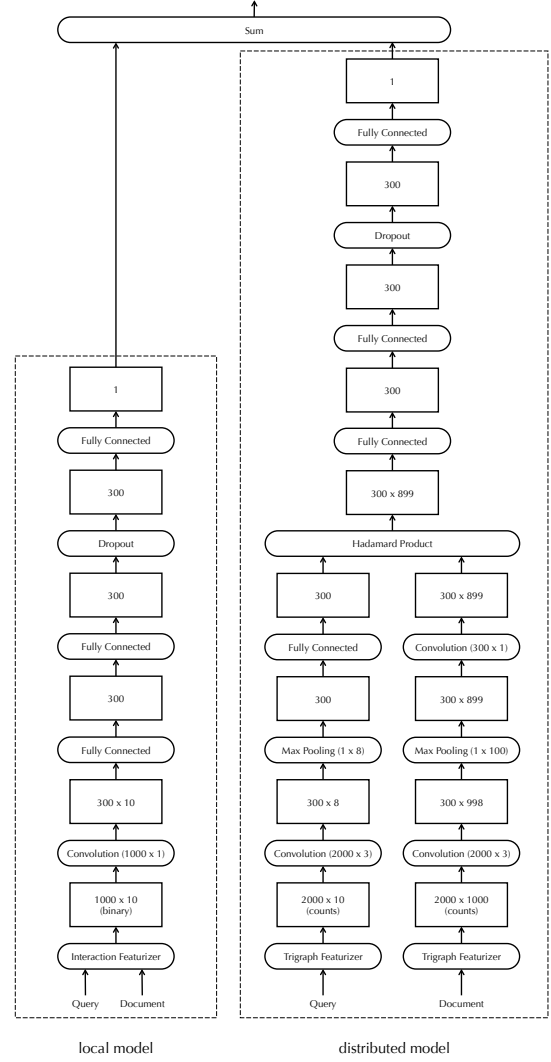 Sum
1
Fully Connected
300
Dropout
300
Fully Connected
300
Fully Connected
300 x 899
Hadamard Product
300
Fully Connected
300
Max Pooling (1 x 8)
300 x 8
Convolution (2000 x 3)
2000 x 10
(counts)
Trigraph Featurizer
Query
300 x 899
Convolution (300 x 1)
300 x 899
Max Pooling (1 x 100)
300 x 998
Convolution (2000 x 3)
2000 x 1000
(counts)
Trigraph Featurizer
Document
distributed model
1
Fully Connected
300
Dropout
300
Fully Connected
300
Fully Connected
300 x 10
Convolution (1000 x 1)
1000 x 10
(binary)
Interaction Featurizer
Query
Document
local model